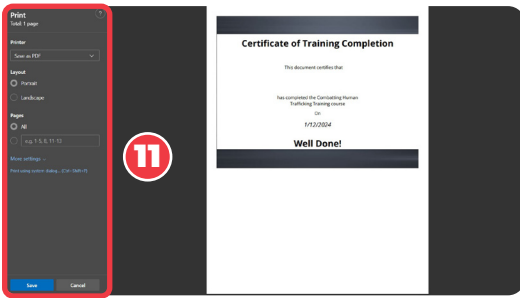 Print
Total: 1 page
?
Printer
Save as PDF
Layout
Portrait
Landscape
Pages
All
e.g. 1-5, 8, 11-13
More settings
Print using system dialog... (Ctrl+Shift+P)
Save Cancel
11
Certificate of Training Completion
This document certifies that
has completed the Combatting Human
Trafficking Training course
On
1/12/2024
Well Done!